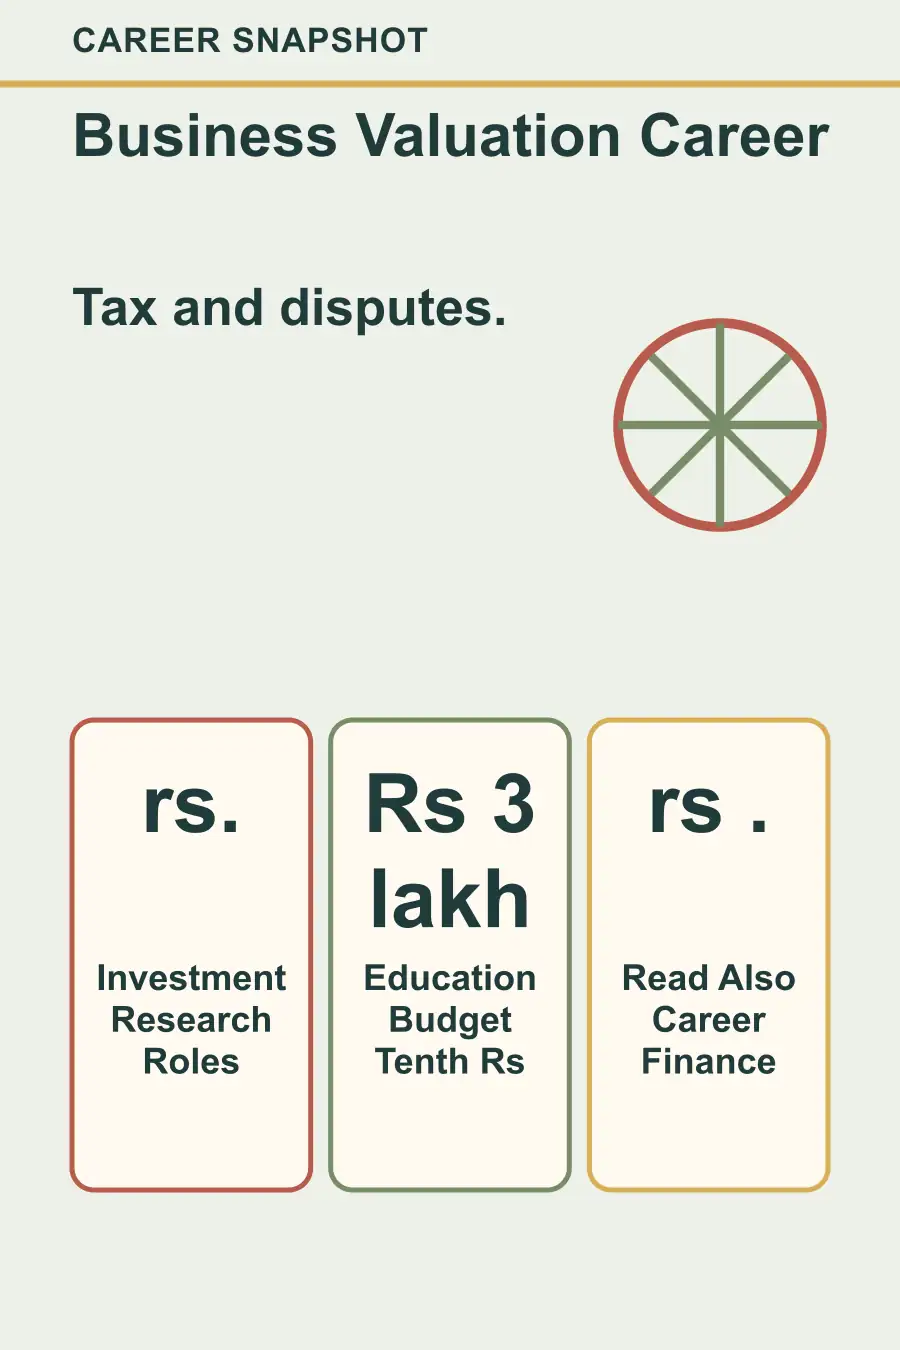 CAREER SNAPSHOT
Business Valuation Career
Tax and disputes.
rs.
Investment
Research
Roles
Rs 3
lakh
Education
Budget
Tenth Rs
rs .
Read Also
Career
Finance